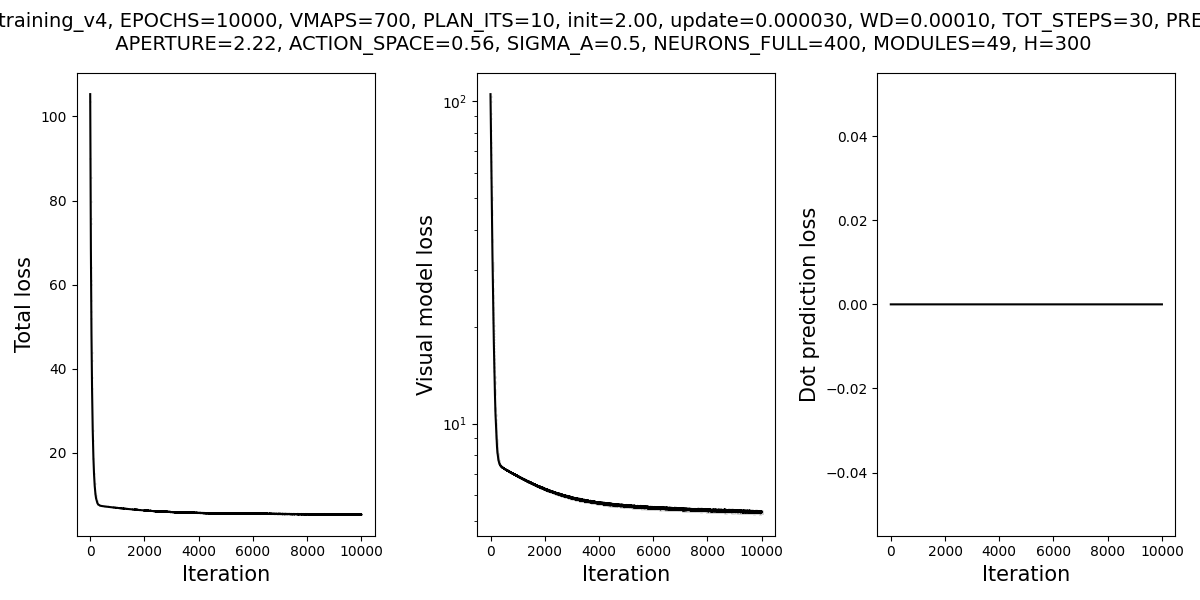 training_v4, EPOCHS=10000, VMAPS=700, PLAN_ITS=10, init=2.00, update=0.000030, WD=0.00010, TOT_STEPS=30, PRE
APERTURE=2.22, ACTION_SPACE=0.56, SIGMA_A=0.5, NEURONS_FULL=400, MODULES=49, H=300
Total loss
100
80
60
40
20
0 2000 4000 6000 8000 10000
Iteration
Visual model loss
10²
10¹
0 2000 4000 6000 8000 10000
Iteration
Dot prediction loss
0.04
0.02
0.00
−0.02
−0.04
0 2000 4000 6000 8000 10000
Iteration